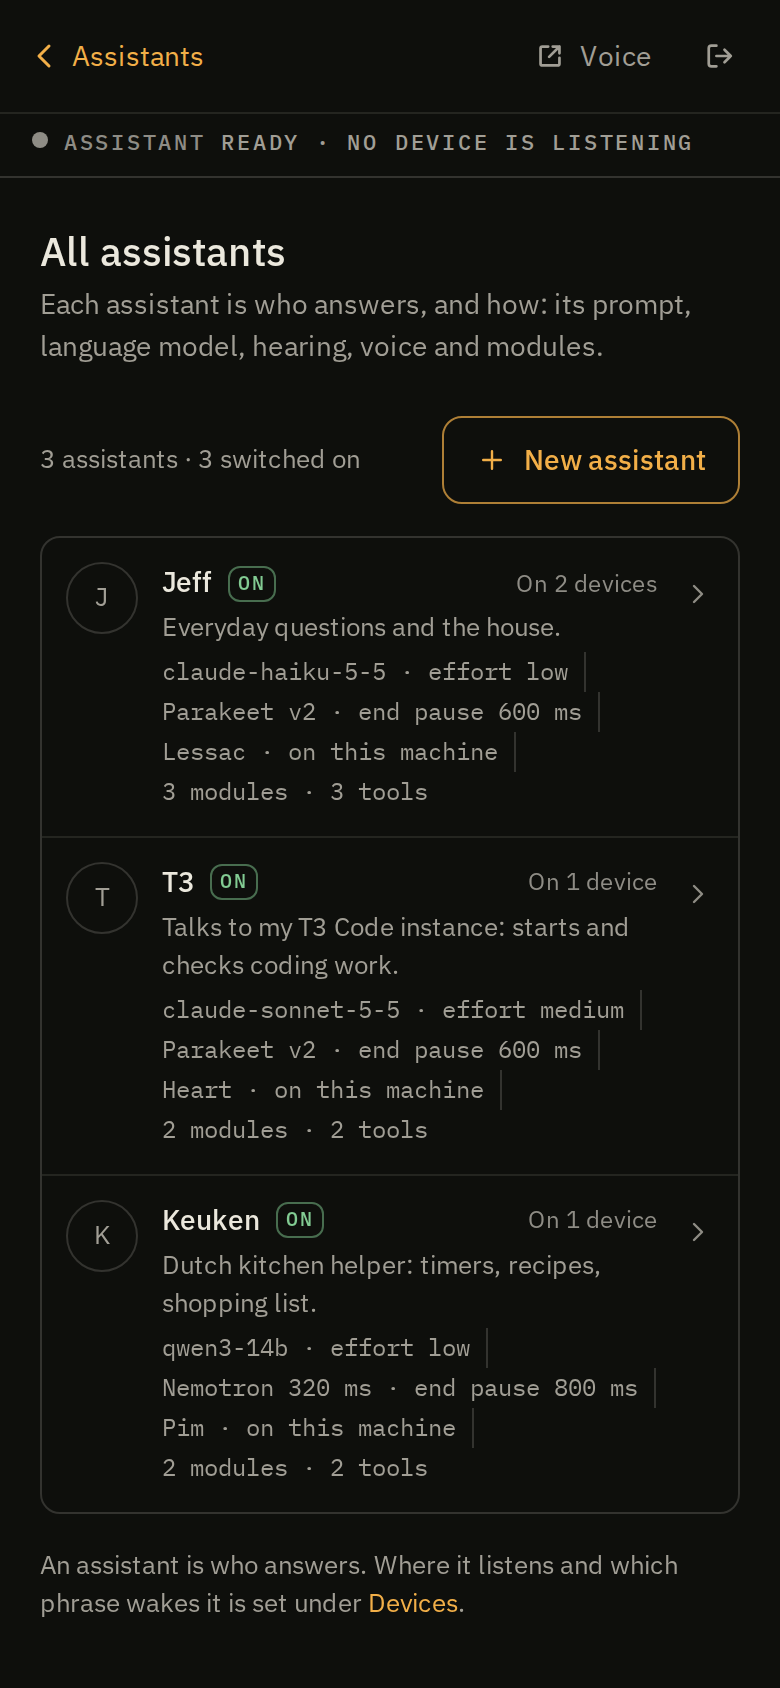 Assistants
Voice
ASSISTANT READY · NO DEVICE IS LISTENING
All assistants
Each assistant is who answers, and how: its prompt,
language model, hearing, voice and modules.
3 assistants · 3 switched on
+ New assistant
J
Jeff ON On 2 devices
Everyday questions and the house.
claude-haiku-5-5 · effort low
Parakeet v2 · end pause 600 ms
Lessac · on this machine
3 modules · 3 tools
T
T3 ON On 1 device
Talks to my T3 Code instance: starts and
checks coding work.
claude-sonnet-5-5 · effort medium
Parakeet v2 · end pause 600 ms
Heart · on this machine
2 modules · 2 tools
K
Keuken ON On 1 device
Dutch kitchen helper: timers, recipes,
shopping list.
qwen3-14b · effort low
Nemotron 320 ms · end pause 800 ms
Pim · on this machine
2 modules · 2 tools
An assistant is who answers. Where it listens and which
phrase wakes it is set under Devices.